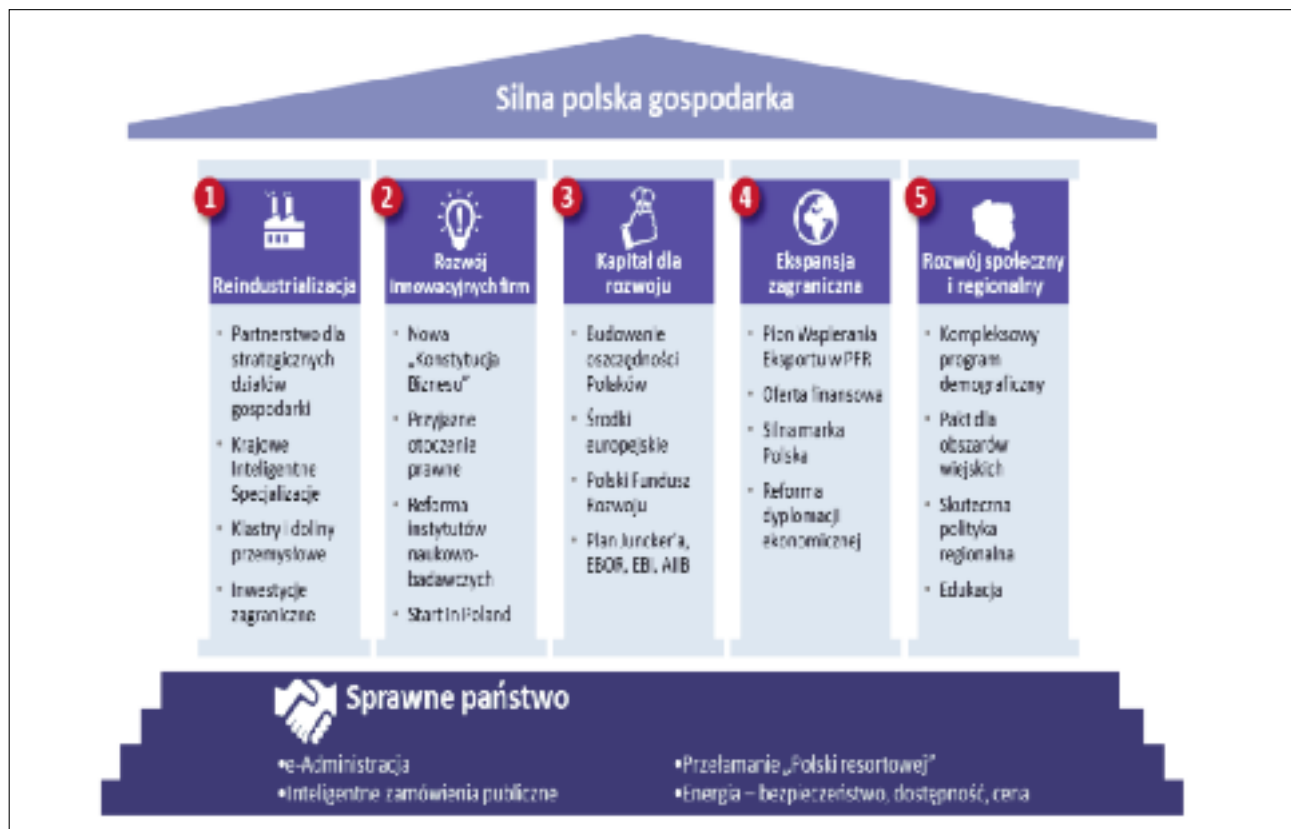 Silna polska gospodarka
1
Reindustrializacja
• Partnerstwo dla
strategicznych
działów
gospodarki
• Krajowe
Inteligentne
Specjalizacje
• Klastry i doliny
przemysłowe
• Inwestycje
zagraniczne
2
Rozwój
innowacyjnych firm
• Nowa
„Konstytucja
Biznesu”
• Przyjazne
otoczenie
prawne
• Reforma
instytutów
naukowo-
badawczych
• Start in Poland
3
Kapitał dla
rozwoju
• Budowanie
oszczędności
Polaków
• Środki
europejskie
• Polski Fundusz
Rozwoju
• Plan Juncker'a,
EBOR, EBI, AIIB
4
Ekspansja
zagraniczna
• Pion Wspierania
Eksportu w PFR
• Oferta finansowa
• Silna marka
Polska
• Reforma
dyplomacji
ekonomicznej
5
Rozwój społeczny
i regionalny
• Kompleksowy
program
demograficzny
• Pakt dla
obszarów
wiejskich
• Skuteczna
polityka
regionalna
• Edukacja
Sprawne państwo
•e-Administracja
•Inteligentne zamówienia publiczne
•Przełamanie „Polski resortowej”
•Energia – bezpieczeństwo, dostępność, cena